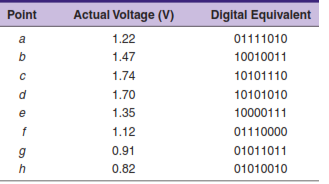 Point Actual Voltage (V) Digital Equivalent
a 1.22 01111010
b 1.47 10010011
c 1.74 10101110
d 1.70 10101010
e 1.35 10000111
f 1.12 01110000
g 0.91 01011011
h 0.82 01010010